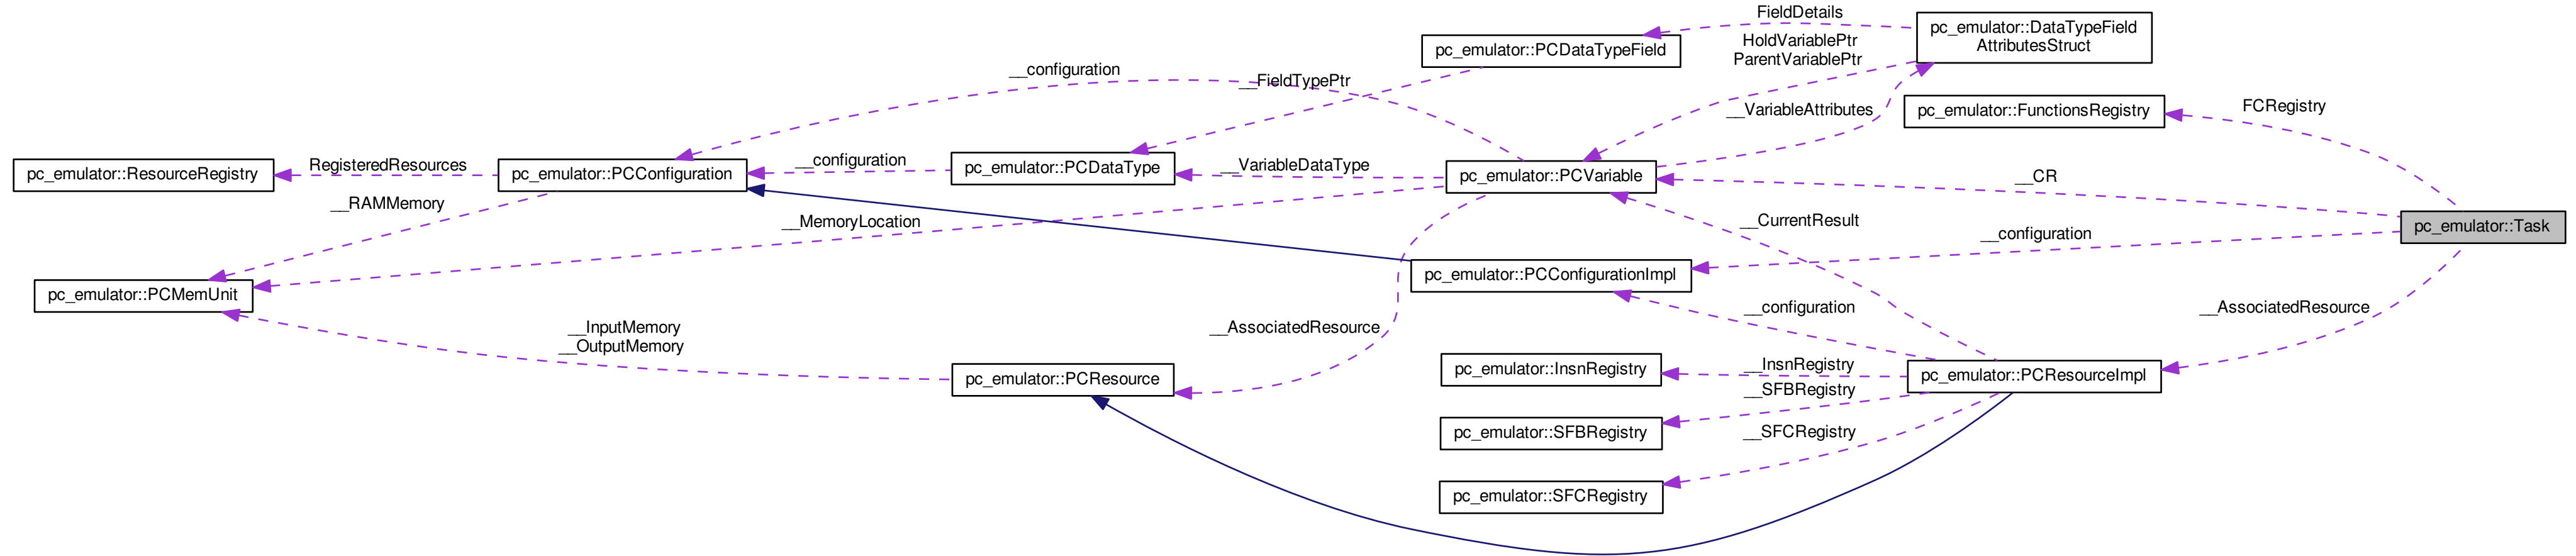 FieldDetails
pc_emulator::DataTypeField
AttributesStruct
pc_emulator::PCDataTypeField
HoldVariablePtr
ParentVariablePtr
__configuration
__FieldTypePtr
__VariableAttributes
pc_emulator::FunctionsRegistry
FCRegistry
pc_emulator::ResourceRegistry
RegisteredResources
pc_emulator::PCConfiguration
__configuration
pc_emulator::PCDataType
__VariableDataType
pc_emulator::PCVariable
__CR
__RAMMemory
__MemoryLocation
__CurrentResult
pc_emulator::Task
__configuration
pc_emulator::PCMemUnit
pc_emulator::PCConfigurationImpl
__InputMemory
__OutputMemory
__AssociatedResource
__configuration
__AssociatedResource
pc_emulator::PCResource
pc_emulator::InsnRegistry
__InsnRegistry
pc_emulator::PCResourceImpl
__SFBRegistry
pc_emulator::SFBRegistry
__SFCRegistry
pc_emulator::SFCRegistry